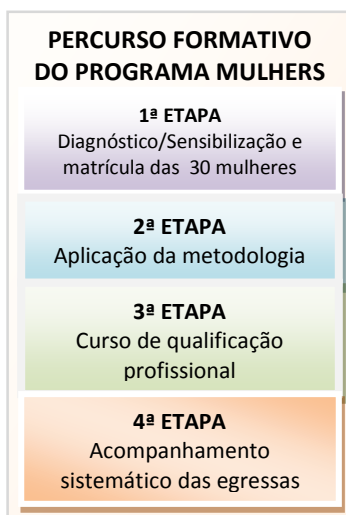 PERCURSO FORMATIVO
DO PROGRAMA MULHERS
1ª ETAPA
Diagnóstico/Sensibilização e
matrícula das 30 mulheres
2ª ETAPA
Aplicação da metodologia
3ª ETAPA
Curso de qualificação
profissional
4ª ETAPA
Acompanhamento
sistemático das egressas